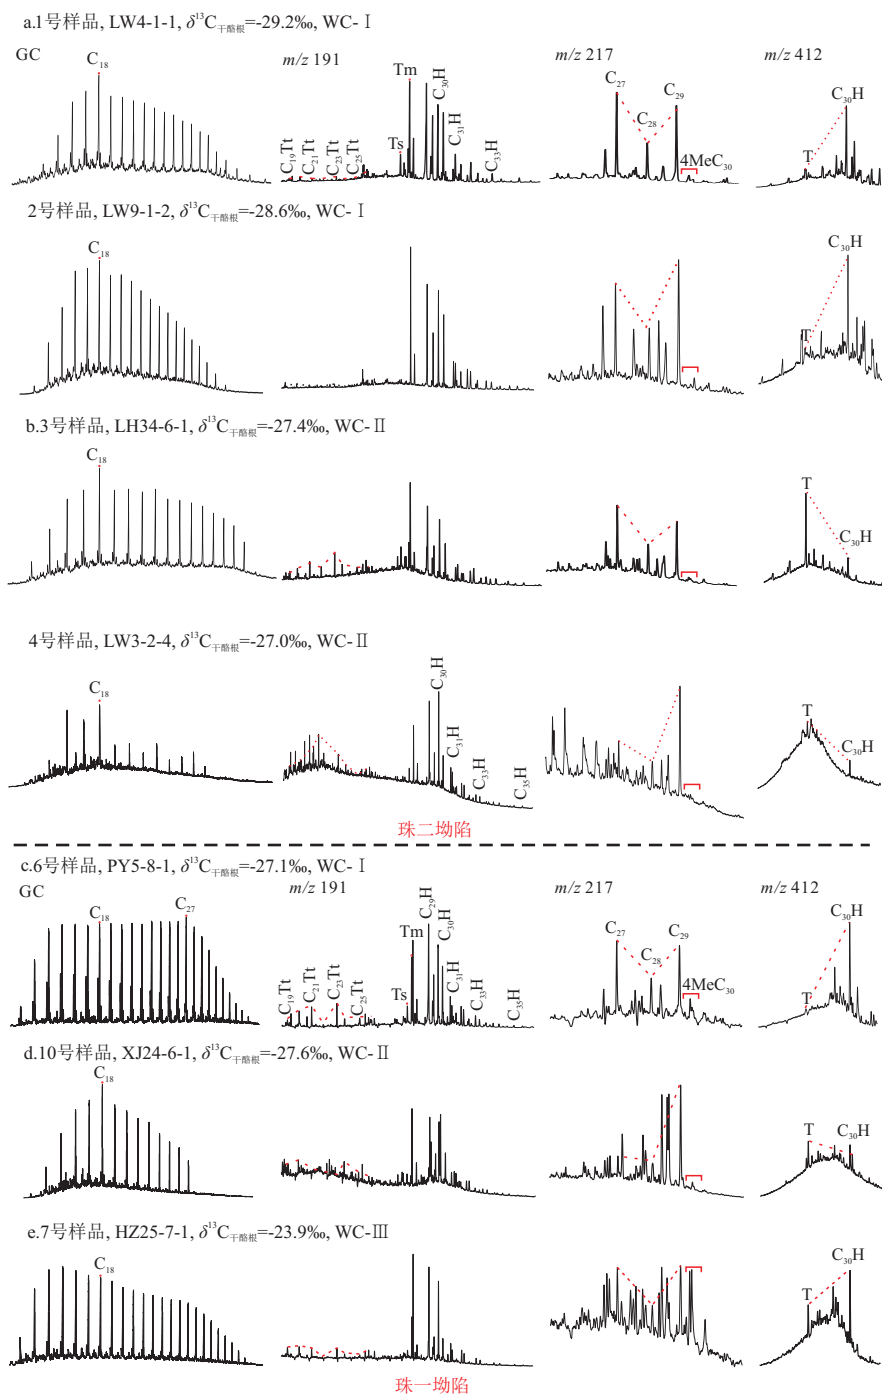 a.1号样品, LW4-1-1, δ¹³C干酪根=-29.2‰, WC-Ⅰ
GC
C₁₈
m/z 191
C₁₉Tt
C₂₁Tt
C₂₃Tt
C₂₅Tt
Ts
Tm
C₃₀H
C₃₁H
C₃₃H
m/z 217
C₂₇
C₂₈
C₂₉
4MeC₃₀
m/z 412
T
C₃₀H
2号样品, LW9-1-2, δ¹³C干酪根=-28.6‰, WC-Ⅰ
C₁₈
T
C₃₀H
b.3号样品, LH34-6-1, δ¹³C干酪根=-27.4‰, WC-Ⅱ
C₁₈
T
C₃₀H
4号样品, LW3-2-4, δ¹³C干酪根=-27.0‰, WC-Ⅱ
C₁₈
C₃₀H
C₃₁H
C₃₃H
C₃₅H
T
C₃₀H
珠二坳陷
c.6号样品, PY5-8-1, δ¹³C干酪根=-27.1‰, WC-Ⅰ
GC
C₁₈
C₂₇
m/z 191
C₁₉Tt
C₂₁Tt
C₂₃Tt
C₂₅Tt
Ts
Tm
C₂₉H
C₃₀H
C₃₁H
C₃₃H
C₃₅H
m/z 217
C₂₇
C₂₈
C₂₉
4MeC₃₀
m/z 412
T
C₃₀H
d.10号样品, XJ24-6-1, δ¹³C干酪根=-27.6‰, WC-Ⅱ
C₁₈
T
C₃₀H
e.7号样品, HZ25-7-1, δ¹³C干酪根=-23.9‰, WC-Ⅲ
C₁₈
T
C₃₀H
珠一坳陷